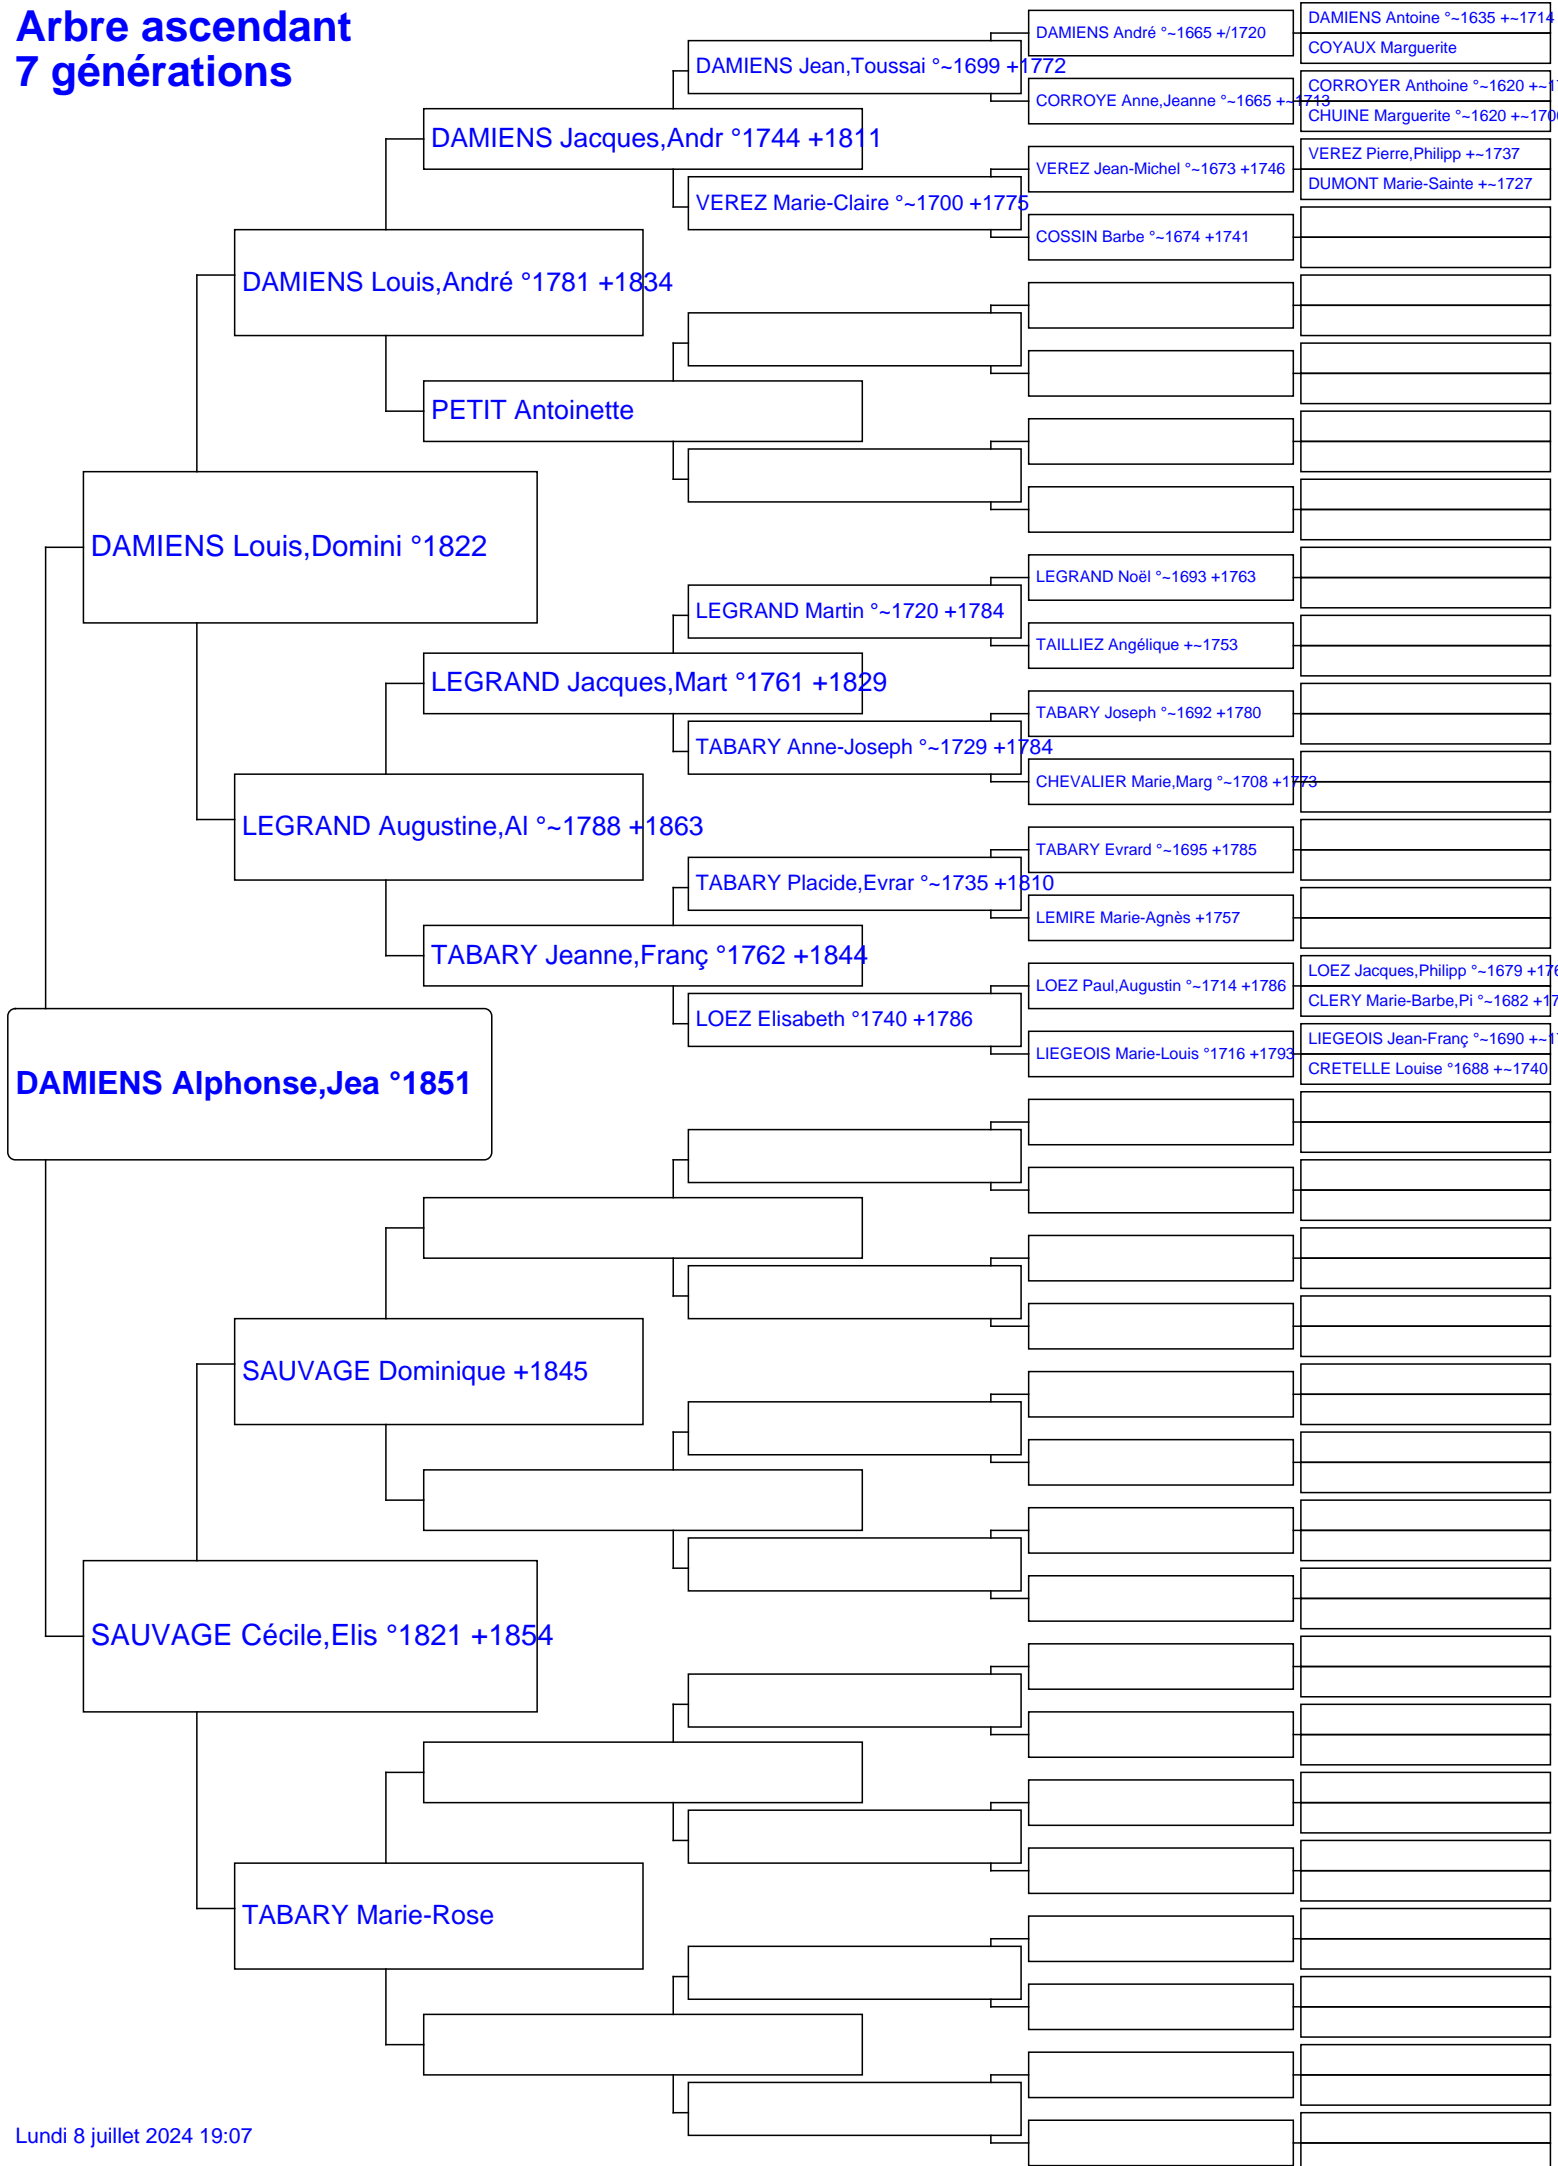 Arbre ascendant
7 générations
DAMIENS Alphonse,Jea °1851
DAMIENS Louis,Domini °1822
SAUVAGE Cécile,Elis °1821 +1854
DAMIENS Louis,André °1781 +1834
LEGRAND Augustine,Al °~1788 +1863
SAUVAGE Dominique +1845
TABARY Marie-Rose
DAMIENS Jacques,Andr °1744 +1811
PETIT Antoinette
LEGRAND Jacques,Mart °1761 +1829
TABARY Jeanne,Franç °1762 +1844
DAMIENS Jean,Toussai °~1699 +1772
VEREZ Marie-Claire °~1700 +1775
LEGRAND Martin °~1720 +1784
TABARY Anne-Joseph °~1729 +1784
TABARY Placide,Evrar °~1735 +1810
LOEZ Elisabeth °1740 +1786
DAMIENS André °~1665 +/1720
CORROYE Anne,Jeanne °~1665 +~1713
VEREZ Jean-Michel °~1673 +1746
COSSIN Barbe °~1674 +1741
LEGRAND Noël °~1693 +1763
TAILLIEZ Angélique +~1753
TABARY Joseph °~1692 +1780
CHEVALIER Marie,Marg °~1708 +1773
TABARY Evrard °~1695 +1785
LEMIRE Marie-Agnès +1757
LOEZ Paul,Augustin °~1714 +1786
LIEGEOIS Marie-Louis °1716 +1793
DAMIENS Antoine °~1635 +~1714
COYAUX Marguerite
CORROYER Anthoine °~1620 +~1
CHUINE Marguerite °~1620 +~170
VEREZ Pierre,Philipp +~1737
DUMONT Marie-Sainte +~1727
LOEZ Jacques,Philipp °~1679 +176
CLERY Marie-Barbe,Pi °~1682 +17
LIEGEOIS Jean-Franç °~1690 +~1
CRETELLE Louise °1688 +~1740
Lundi 8 juillet 2024 19:07